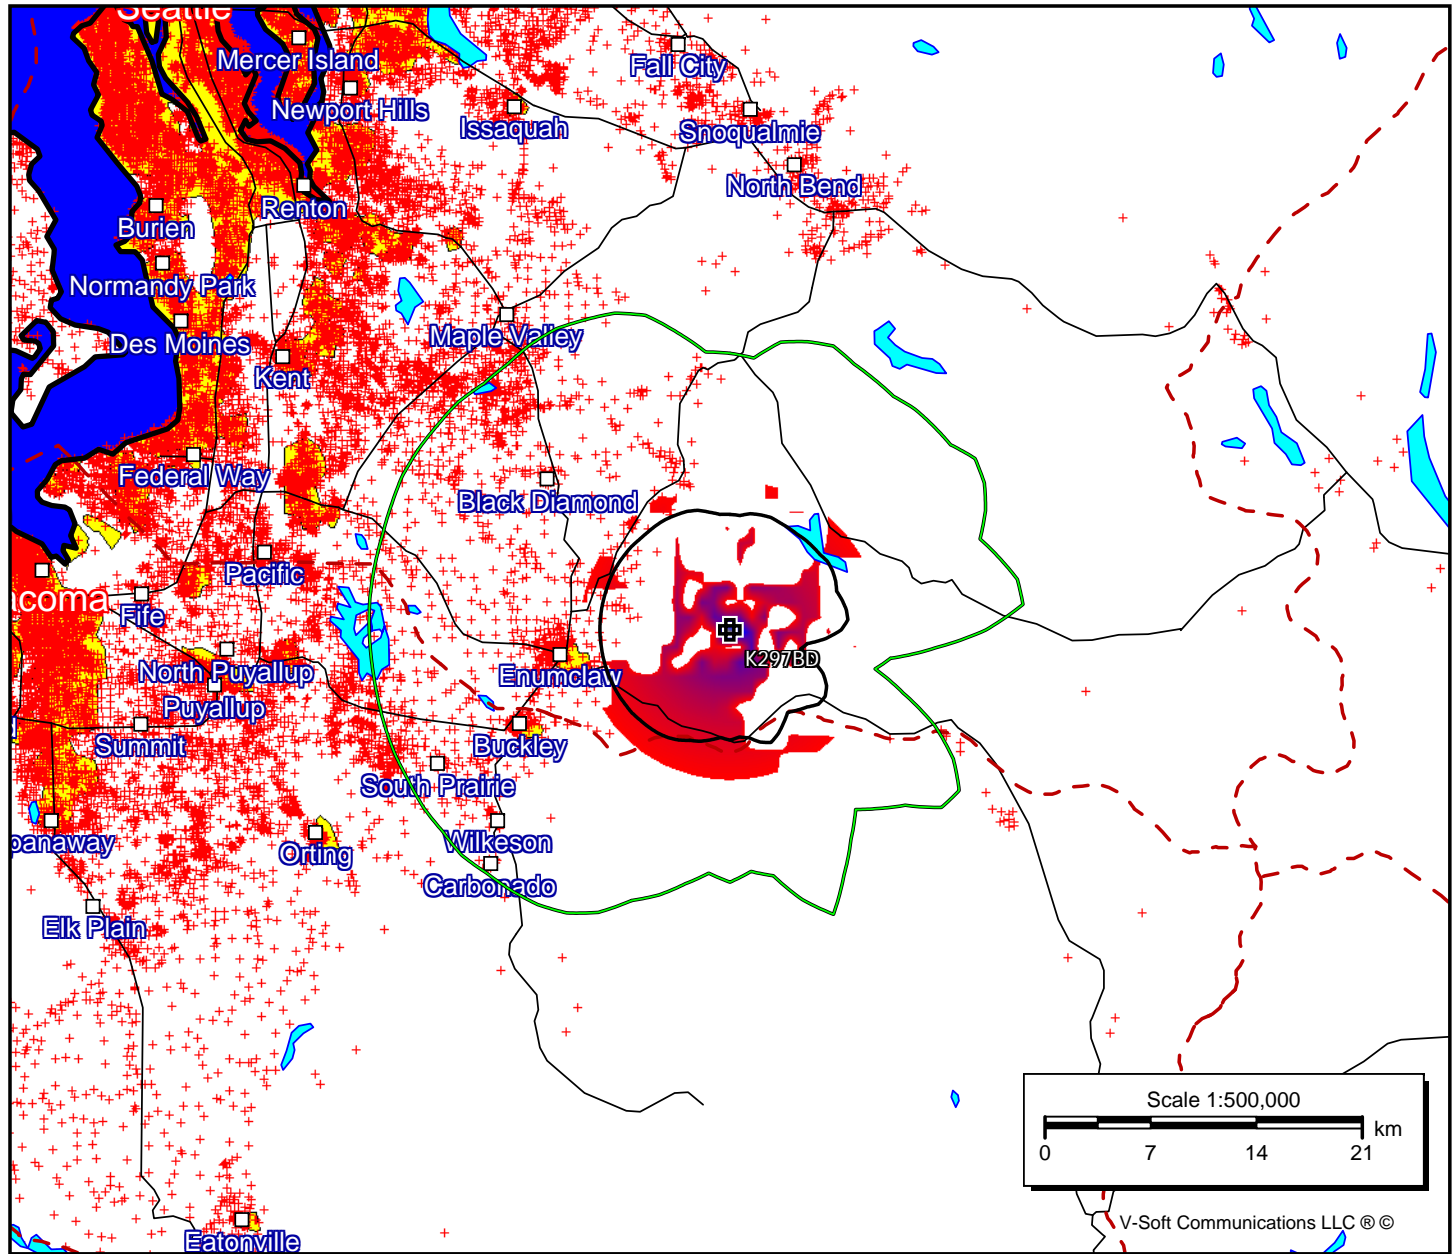 Seattle
Mercer Island
Fall City
Newport Hills
Issaquah
Snoqualmie
North Bend
Renton
Burien
Normandy Park
Maple Valley
Des Moines
Kent
Federal Way
Black Diamond
Pacific
acoma
Fife
K297BD
North Puyallup
Enumclaw
Puyallup
Summit
Buckley
South Prairie
panaway
Wilkeson
Orting
Carbonado
Elk Plain
Scale 1:500,000
km
0 7 14 21
V-Soft Communications LLC ® ©
Eatonville